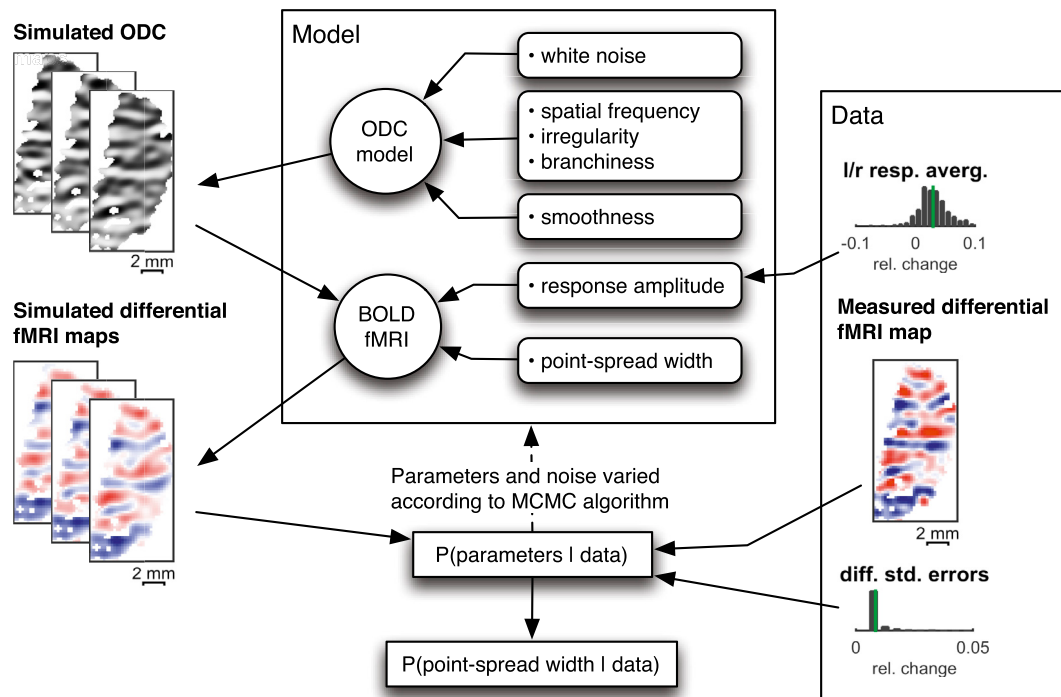 Simulated ODC
maps
2 mm
Simulated differential
fMRI maps
2 mm
Model
ODC
model
• white noise
• spatial frequency
• irregularity
• branchiness
• smoothness
BOLD
fMRI
• response amplitude
• point-spread width
Parameters and noise varied
according to MCMC algorithm
P(parameters | data)
P(point-spread width | data)
Data
l/r resp. averg.
-0.1 0 0.1
rel. change
Measured differential
fMRI map
2 mm
diff. std. errors
0 0.05
rel. change